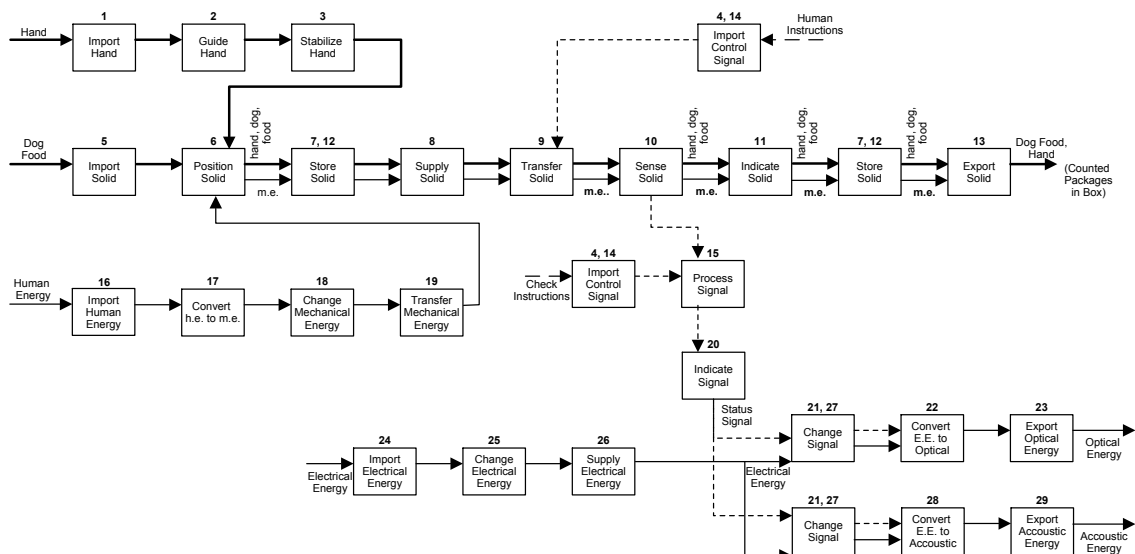 1
2
3
4, 14
Hand
Import
Hand
Guide
Hand
Stabilize
Hand
Import
Control
Signal
Human
Instructions
Dog
Food
5
Import
Solid
6
Position
Solid
hand, dog,
food
m.e.
7, 12
Store
Solid
8
Supply
Solid
9
Transfer
Solid
m.e..
10
Sense
Solid
hand, dog,
food
m.e.
11
Indicate
Solid
hand, dog,
food
m.e.
7, 12
Store
Solid
hand, dog,
food
m.e.
13
Export
Solid
Dog Food,
Hand
(Counted
Packages
in Box)
Human
Energy
16
Import
Human
Energy
17
Convert
h.e. to m.e.
18
Change
Mechanical
Energy
19
Transfer
Mechanical
Energy
Check
Instructions
4, 14
Import
Control
Signal
15
Process
Signal
20
Indicate
Signal
Status
Signal
Electrical
Energy
24
Import
Electrical
Energy
25
Change
Electrical
Energy
26
Supply
Electrical
Energy
Electrical
Energy
21, 27
Change
Signal
22
Convert
E.E. to
Optical
23
Export
Optical
Energy
Optical
Energy
21, 27
Change
Signal
28
Convert
E.E. to
Accoustic
29
Export
Accoustic
Energy
Accoustic
Energy